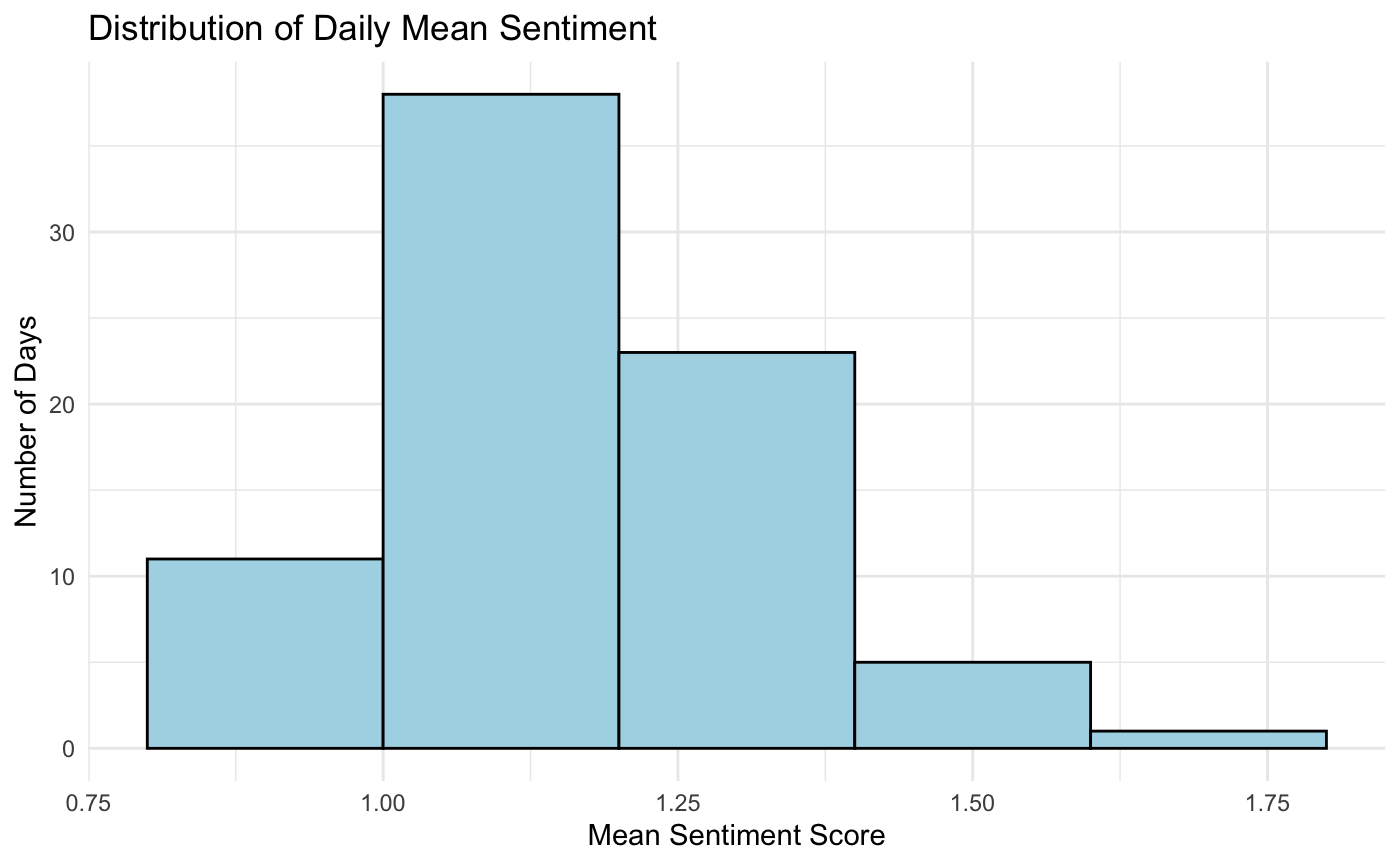 Distribution of Daily Mean Sentiment
Number of Days
30
20
10
0
0.75 1.00 1.25 1.50 1.75
Mean Sentiment Score